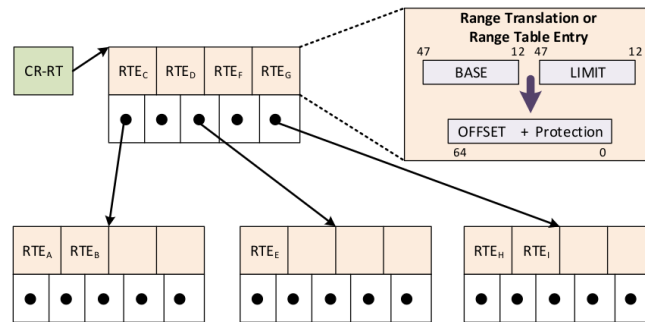 Range Translation or
Range Table Entry
47 12 47 12
BASE LIMIT
OFFSET + Protection
64 0
CR-RT
RTEC RTED RTEF RTEG
RTEA RTEB
RTEE
RTEH RTEI